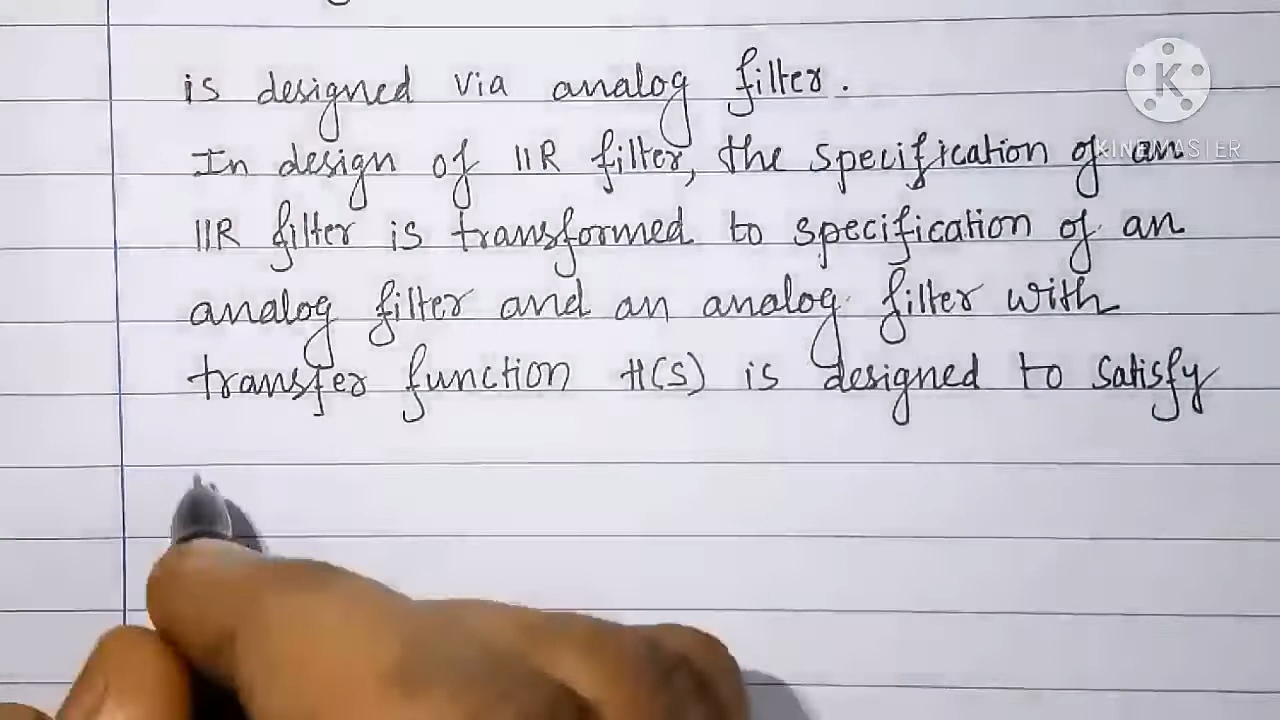 is designed via analog filter.
In design of IIR filter, the specification of an
IIR filter is transformed to specification of an
analog filter and an analog filter with
transfer function H(S) is designed to satisfy
K
KINEMASTER